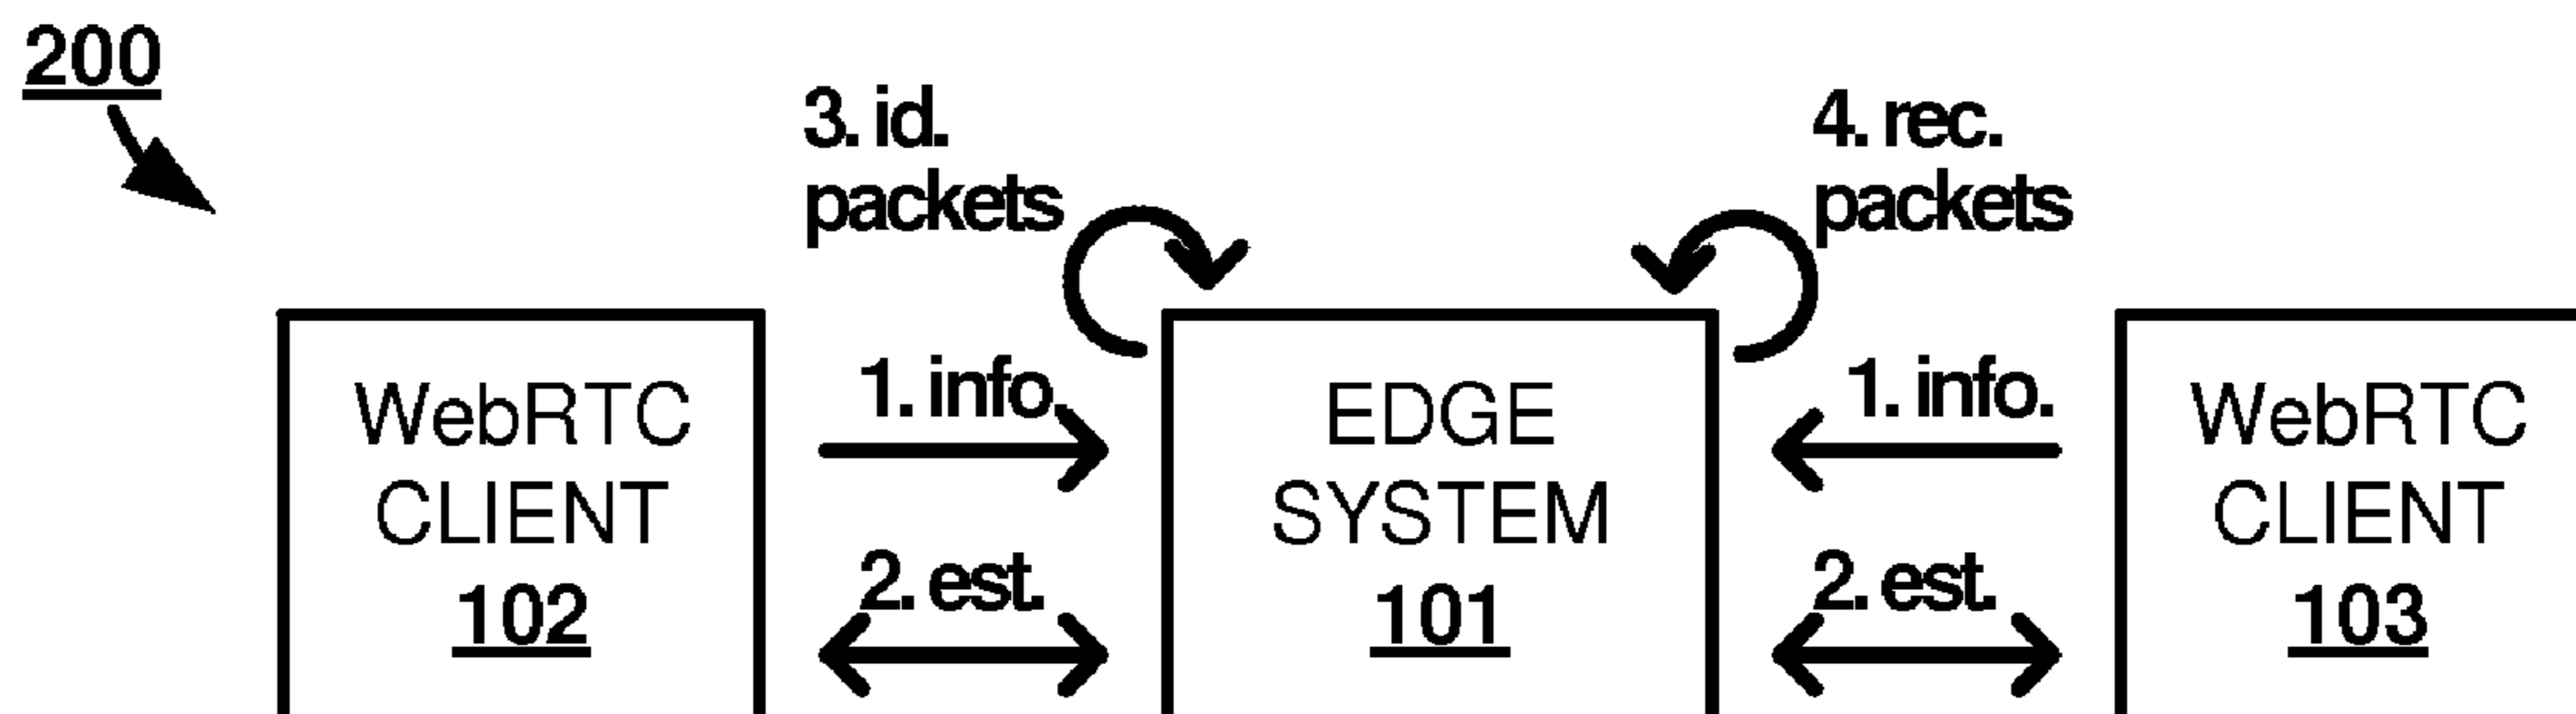 200
3. id.
packets
4. rec.
packets
WebRTC
CLIENT
102
1. info.
2. est.
EDGE
SYSTEM
101
1. info.
2. est.
WebRTC
CLIENT
103